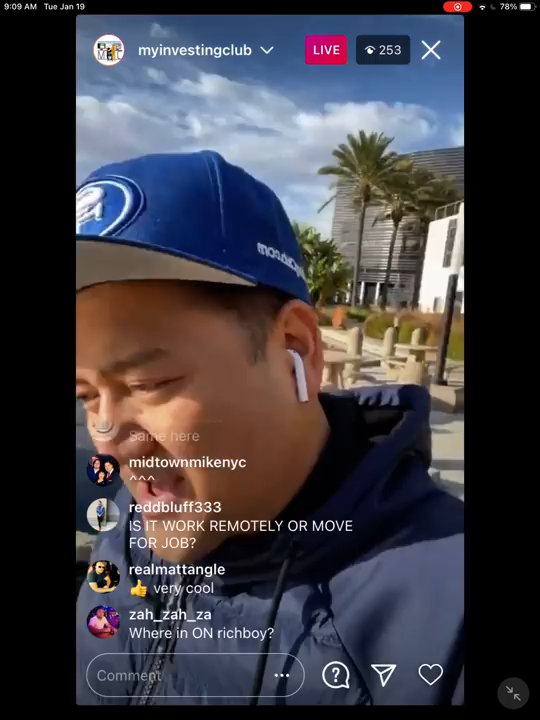 9:09 AM Tue Jan 19
78%
myinvestingclub
LIVE
253
Same here
midtownmikenyc
^^^
reddbluff333
IS IT WORK REMOTELY OR MOVE
FOR JOB?
realmattangle
👍 very cool
zah_zah_za
Where in ON richboy?
Comment